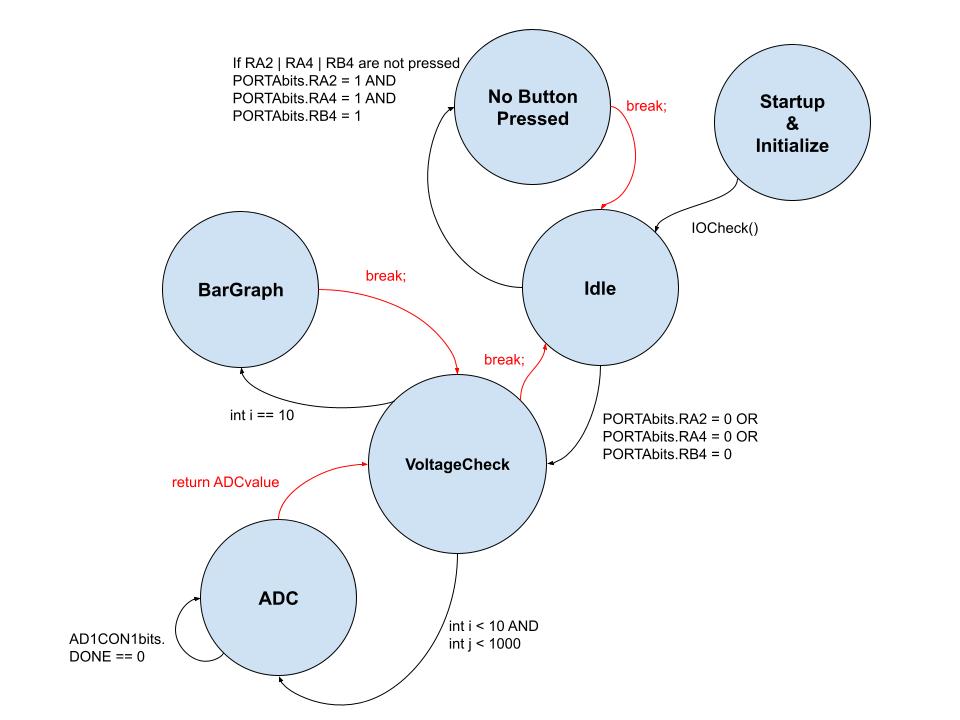 If RA2 | RA4 | RB4 are not pressed
PORTAbits.RA2 = 1 AND
PORTAbits.RA4 = 1 AND
PORTAbits.RB4 = 1
No Button
Pressed
break;
Startup
&
Initialize
IOCheck()
BarGraph
break;
Idle
break;
int i == 10
PORTAbits.RA2 = 0 OR
PORTAbits.RA4 = 0 OR
PORTAbits.RB4 = 0
VoltageCheck
return ADCvalue
ADC
AD1CON1bits.
DONE == 0
int i < 10 AND
int j < 1000